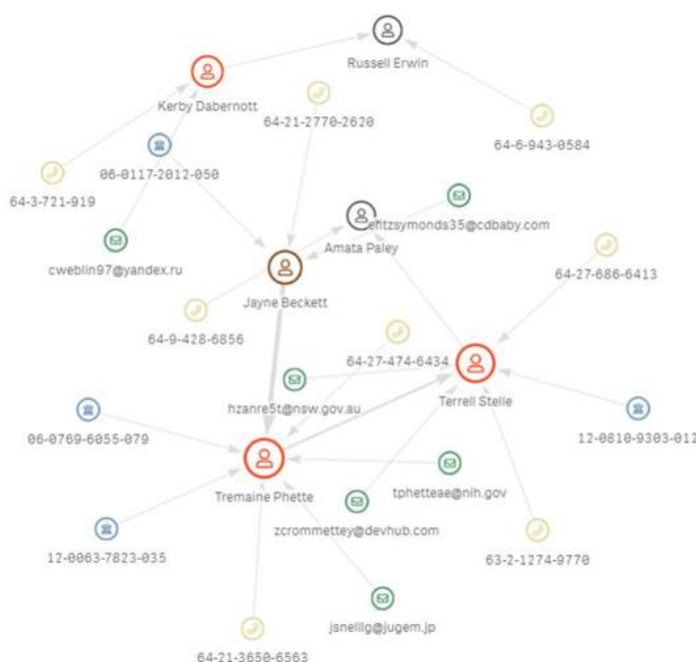 Russell Erwin
Kerby Dabernott
64-21-2770-2620
64-6-943-0584
06-0117-2012-050
64-3-721-919
efitzsymonds35@cdbaby.com
Amata Paley
cweblin97@yandex.ru
64-27-686-6413
Jayne Beckett
64-9-428-6856
64-27-474-6434
Terrell Stelle
hzanre5t@nsw.gov.au
06-0769-6055-079
12-0810-9303-012
Tremaine Phette
tphetteae@nih.gov
zcrommettey@devhub.com
12-0063-7823-035
63-2-1274-9770
jsnelllg@jugem.jp
64-21-3650-6563